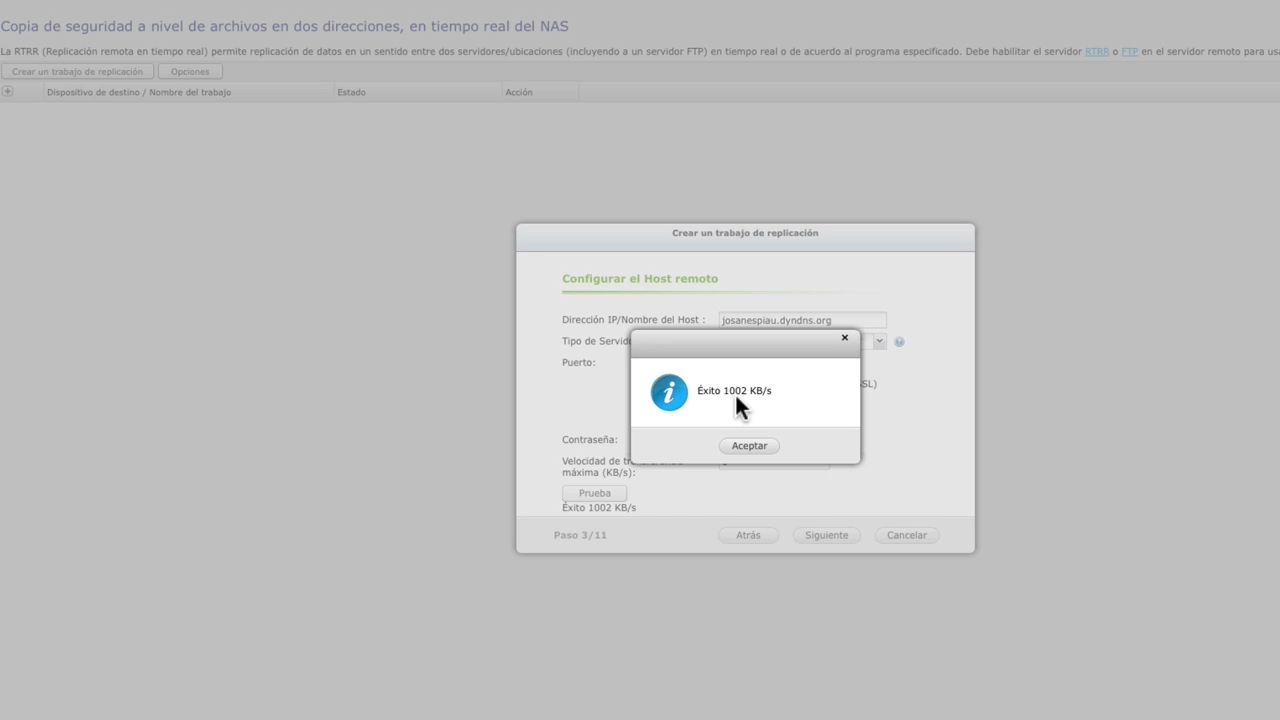 Copia de seguridad a nivel de archivos en dos direcciones, en tiempo real del NAS
La RTRR (Replicación remota en tiempo real) permite replicación de datos en un sentido entre dos servidores/ubicaciones (incluyendo a un servidor FTP) en tiempo real o de acuerdo al programa especificado. Debe habilitar el servidor RTRR o FTP en el servidor remoto para
Crear un trabajo de replicación Opciones
Dispositivo de destino / Nombre del trabajo Estado Acción
Crear un trabajo de replicación
Configurar el Host remoto
Dirección IP/Nombre del Host : josanespiau.dyndns.org
Tipo de
Puerto:
Éxito 1002 KB/s
Aceptar
Contraseña:
Velocidad de
máxima (KB/s):
Prueba
Éxito 1002 KB/s
Paso 3/11 Atrás Siguiente Cancelar